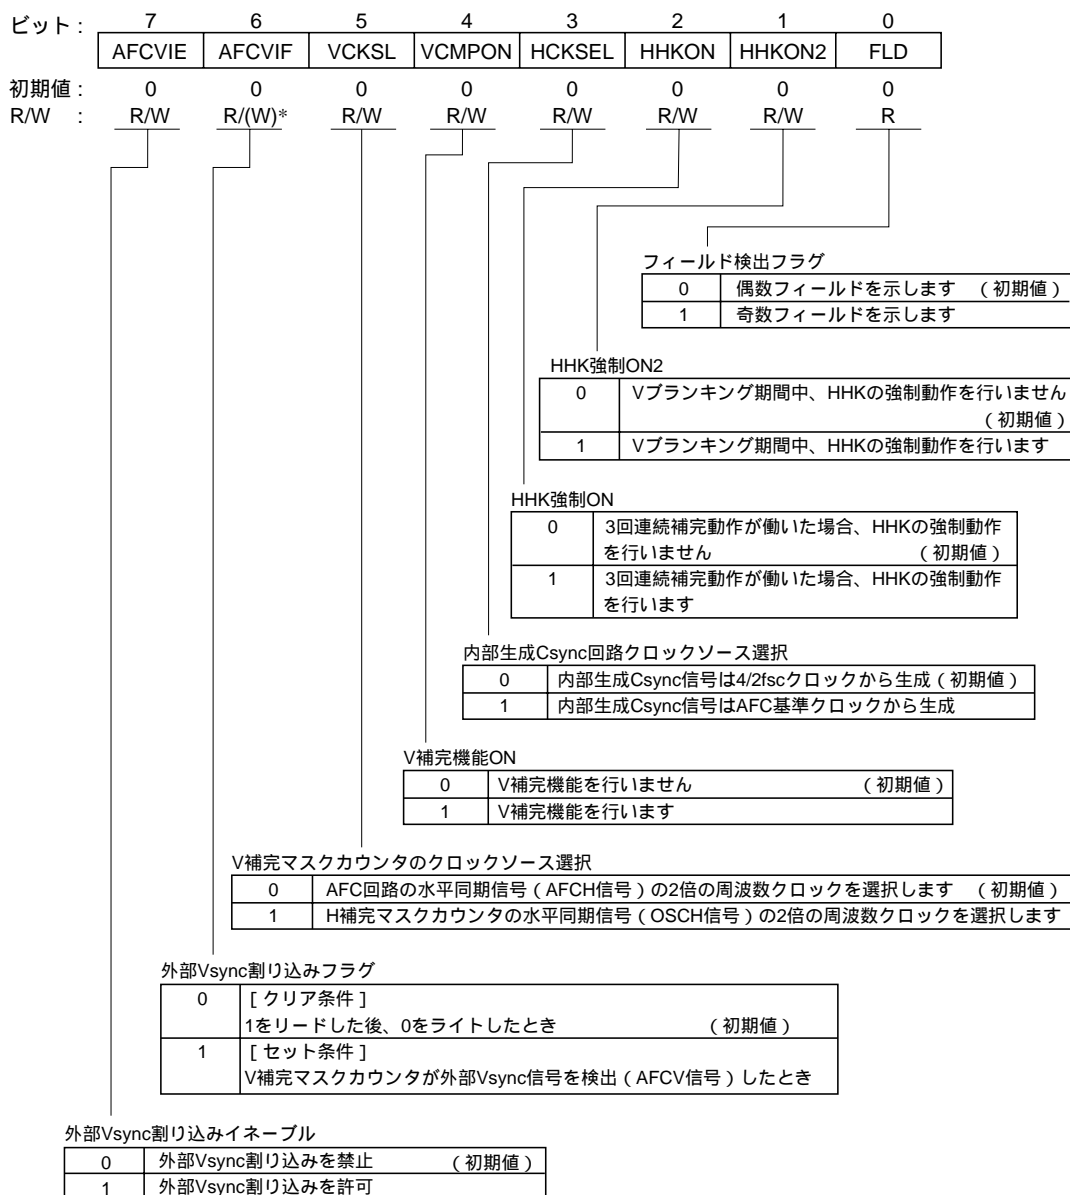 ビット : 7 6 5 4 3 2 1 0
AFCVIE AFCVIF VCKSL VCMPON HCKSEL HHKON HHKON2 FLD
初期値 : 0 0 0 0 0 0 0 0
R/W : R/W R/(W)* R/W R/W R/W R/W R/W R
フィールド検出フラグ
0 偶数フィールドを示します （初期値）
1 奇数フィールドを示します
HHK強制ON2
0 Vブランキング期間中、HHKの強制動作を行いません
（初期値）
1 Vブランキング期間中、HHKの強制動作を行います
HHK強制ON
0 3回連続補完動作が働いた場合、HHKの強制動作
を行いません （初期値）
1 3回連続補完動作が働いた場合、HHKの強制動作
を行います
内部生成Csync回路クロックソース選択
0 内部生成Csync信号は4/2fscクロックから生成（初期値）
1 内部生成Csync信号はAFC基準クロックから生成
V補完機能ON
0 V補完機能を行いません （初期値）
1 V補完機能を行います
V補完マスクカウンタのクロックソース選択
0 AFC回路の水平同期信号（AFCH信号）の2倍の周波数クロックを選択します （初期値）
1 H補完マスクカウンタの水平同期信号（OSCH信号）の2倍の周波数クロックを選択します
外部Vsync割り込みフラグ
0 ［クリア条件］
1をリードした後、0をライトしたとき （初期値）
1 ［セット条件］
V補完マスクカウンタが外部Vsync信号を検出（AFCV信号）したとき
外部Vsync割り込みイネーブル
0 外部Vsync割り込みを禁止 （初期値）
1 外部Vsync割り込みを許可